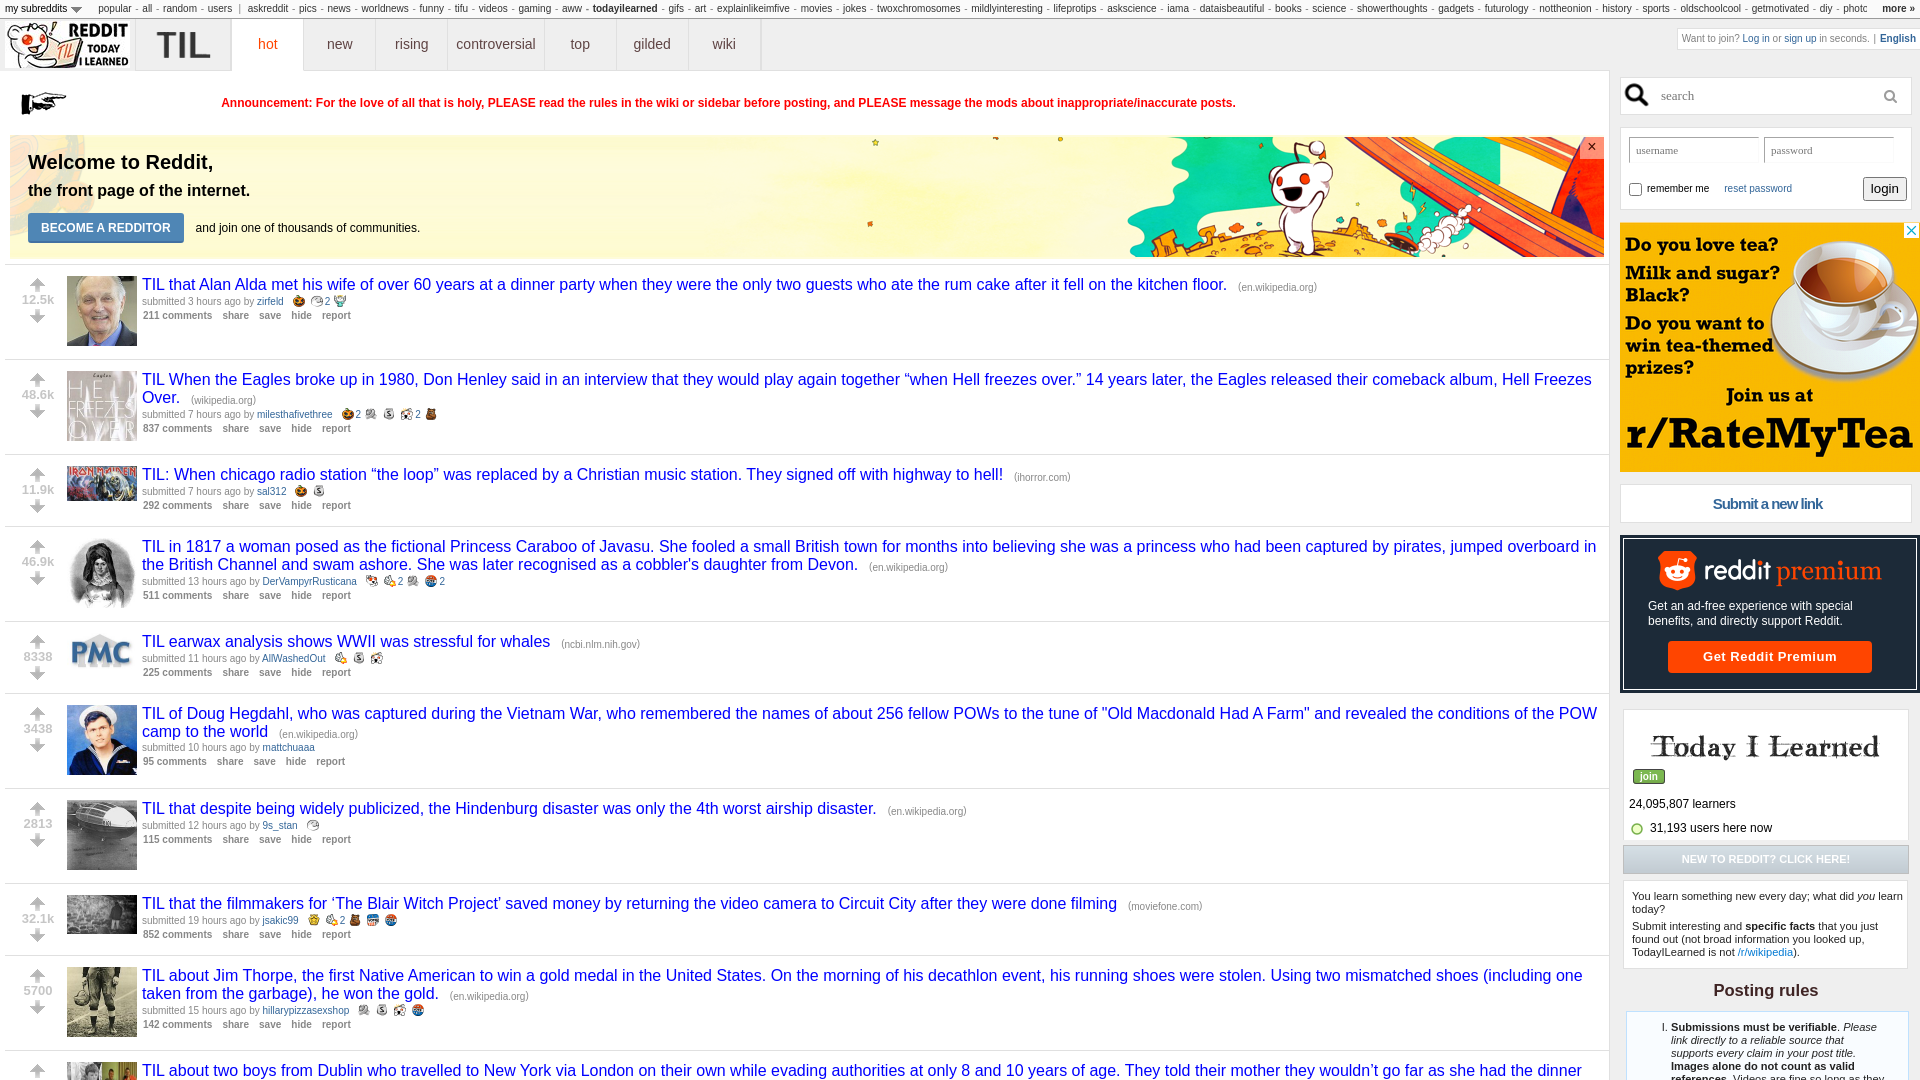 my subreddits popular - all - random - users | askreddit - pics - news - worldnews - funny - tifu - videos - gaming - aww - todayilearned - gifs - art - explainlikeimfive - movies - jokes - twoxchromosomes - mildlyinteresting - lifeprotips - askscience - iama - dataisbeautiful - books - science - showerthoughts - gadgets - futurology - nottheonion - history - sports - oldschoolcool - getmotivated - diy - photo more »
REDDIT
TODAY
I LEARNED
TIL
TIL
hot new rising controversial top gilded wiki
Want to join? Log in or sign up in seconds. | English
Announcement: For the love of all that is holy, PLEASE read the rules in the wiki or sidebar before posting, and PLEASE message the mods about inappropriate/inaccurate posts.
Welcome to Reddit,
the front page of the internet.
BECOME A REDDITOR and join one of thousands of communities.
×
12.5k
TIL that Alan Alda met his wife of over 60 years at a dinner party when they were the only two guests who ate the rum cake after it fell on the kitchen floor. (en.wikipedia.org)
submitted 3 hours ago by zirfeld 2
211 comments share save hide report
48.6k
Eagles
HELL
FREEZES
OVER
TIL When the Eagles broke up in 1980, Don Henley said in an interview that they would play again together “when Hell freezes over.” 14 years later, the Eagles released their comeback album, Hell Freezes
Over. (wikipedia.org)
submitted 7 hours ago by milesthafivethree 2 2
837 comments share save hide report
11.9k
IRON MAIDEN
TIL: When chicago radio station “the loop” was replaced by a Christian music station. They signed off with highway to hell! (ihorror.com)
submitted 7 hours ago by sal312
292 comments share save hide report
46.9k
TIL in 1817 a woman posed as the fictional Princess Caraboo of Javasu. She fooled a small British town for months into believing she was a princess who had been captured by pirates, jumped overboard in
the British Channel and swam ashore. She was later recognised as a cobbler's daughter from Devon. (en.wikipedia.org)
submitted 13 hours ago by DerVampyrRusticana 2 2
511 comments share save hide report
8338
PMC
TIL earwax analysis shows WWII was stressful for whales (ncbi.nlm.nih.gov)
submitted 11 hours ago by AllWashedOut
225 comments share save hide report
3438
TIL of Doug Hegdahl, who was captured during the Vietnam War, who remembered the names of about 256 fellow POWs to the tune of "Old Macdonald Had A Farm" and revealed the conditions of the POW
camp to the world (en.wikipedia.org)
submitted 10 hours ago by mattchuaaa
95 comments share save hide report
2813
TIL that despite being widely publicized, the Hindenburg disaster was only the 4th worst airship disaster. (en.wikipedia.org)
submitted 12 hours ago by 9s_stan
115 comments share save hide report
32.1k
TIL that the filmmakers for ‘The Blair Witch Project’ saved money by returning the video camera to Circuit City after they were done filming (moviefone.com)
submitted 19 hours ago by jsakic99 2
852 comments share save hide report
5700
TIL about Jim Thorpe, the first Native American to win a gold medal in the United States. On the morning of his decathlon event, his running shoes were stolen. Using two mismatched shoes (including one
taken from the garbage), he won the gold. (en.wikipedia.org)
submitted 15 hours ago by hillarypizzasexshop
142 comments share save hide report
TIL about two boys from Dublin who travelled to New York via London on their own while evading authorities at only 8 and 10 years of age. They told their mother they wouldn’t go far as she had the dinner
search
username password
remember me reset password login
Do you love tea?
Milk and sugar?
Black?
Do you want to
win tea-themed
prizes?
Join us at
r/RateMyTea
Submit a new link
reddit premium
Get an ad-free experience with special
benefits, and directly support Reddit.
Get Reddit Premium
Today I Learned
join
24,095,807 learners
31,193 users here now
NEW TO REDDIT? CLICK HERE!
You learn something new every day; what did you learn
today?
Submit interesting and specific facts that you just
found out (not broad information you looked up,
TodayILearned is not /r/wikipedia).
Posting rules
I. Submissions must be verifiable. Please
link directly to a reliable source that
supports every claim in your post title.
Images alone do not count as valid
references. Videos are fine so long as they